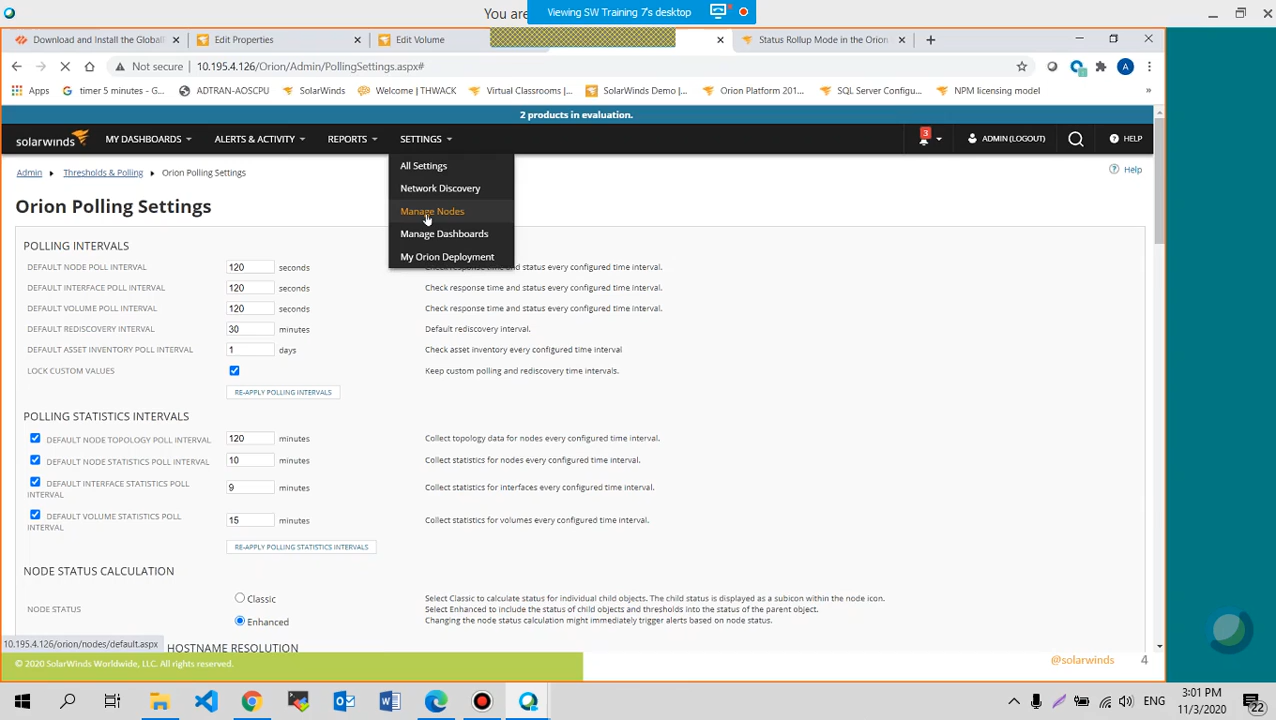 You are
Viewing SW Training 7's desktop
Download and Install the Globall
Edit Properties
Edit Volume
Status Rollup Mode in the Orion
Not secure | 10.195.4.126/Orion/Admin/PollingSettings.aspx#
A
Apps
timer 5 minutes - G...
ADTRAN-AOSCPU
SolarWinds
Welcome | THWACK
Virtual Classrooms |...
SolarWinds Demo |...
Orion Platform 201...
SQL Server Configu...
NPM licensing model
»
2 products in evaluation.
solarwinds
MY DASHBOARDS
ALERTS & ACTIVITY
REPORTS
SETTINGS
3
ADMIN (LOGOUT)
HELP
All Settings
Network Discovery
Manage Nodes
Manage Dashboards
My Orion Deployment
Admin
Thresholds & Polling
Orion Polling Settings
Help
Orion Polling Settings
POLLING INTERVALS
DEFAULT NODE POLL INTERVAL 120 seconds Check response time and status every configured time interval.
DEFAULT INTERFACE POLL INTERVAL 120 seconds Check response time and status every configured time interval.
DEFAULT VOLUME POLL INTERVAL 120 seconds Check response time and status every configured time interval.
DEFAULT REDISCOVERY INTERVAL 30 minutes Default rediscovery interval.
DEFAULT ASSET INVENTORY POLL INTERVAL 1 days Check asset inventory every configured time interval
LOCK CUSTOM VALUES Keep custom polling and rediscovery time intervals.
RE-APPLY POLLING INTERVALS
POLLING STATISTICS INTERVALS
DEFAULT NODE TOPOLOGY POLL INTERVAL 120 minutes Collect topology data for nodes every configured time interval.
DEFAULT NODE STATISTICS POLL INTERVAL 10 minutes Collect statistics for nodes every configured time interval.
DEFAULT INTERFACE STATISTICS POLL
INTERVAL
9 minutes Collect statistics for interfaces every configured time interval.
DEFAULT VOLUME STATISTICS POLL
INTERVAL
15 minutes Collect statistics for volumes every configured time interval.
RE-APPLY POLLING STATISTICS INTERVALS
NODE STATUS CALCULATION
NODE STATUS
Classic
Enhanced
Select Classic to calculate status for individual child objects. The child status is displayed as a subicon within the node icon.
Select Enhanced to include the status of child objects and thresholds into the status of the parent object.
Changing the node status calculation might immediately trigger alerts based on node status.
10.195.4.126/orion/nodes/default.aspx
HOSTNAME RESOLUTION
© 2020 SolarWinds Worldwide, LLC. All rights reserved.
@solarwinds 4
ENG
3:01 PM
11/3/2020
22